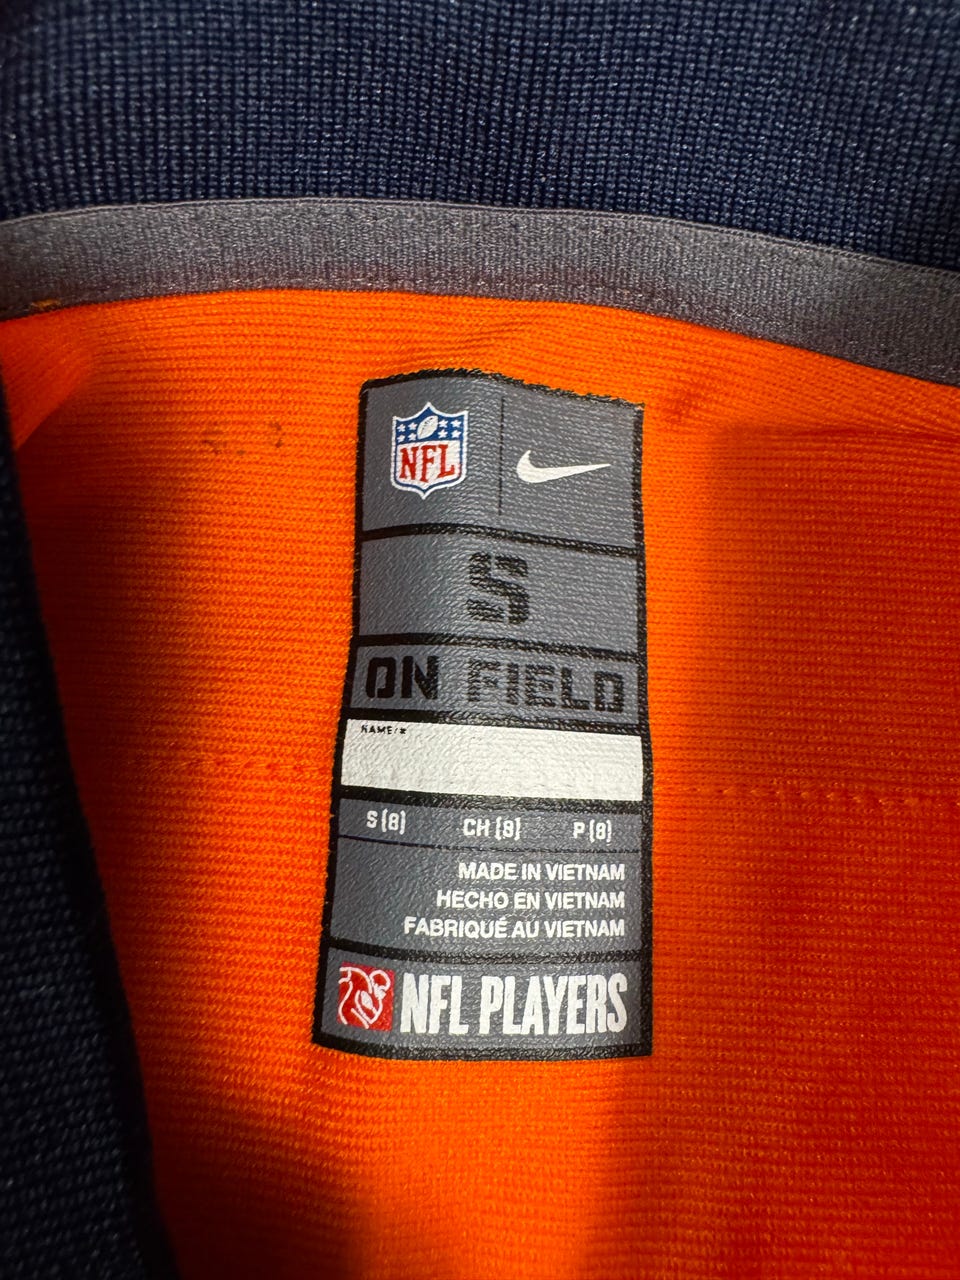 NFL
S
ON FIELD
NAME/#
S (8) CH (8) P (8)
MADE IN VIETNAM
HECHO EN VIETNAM
FABRIQUÉ AU VIETNAM
NFL PLAYERS